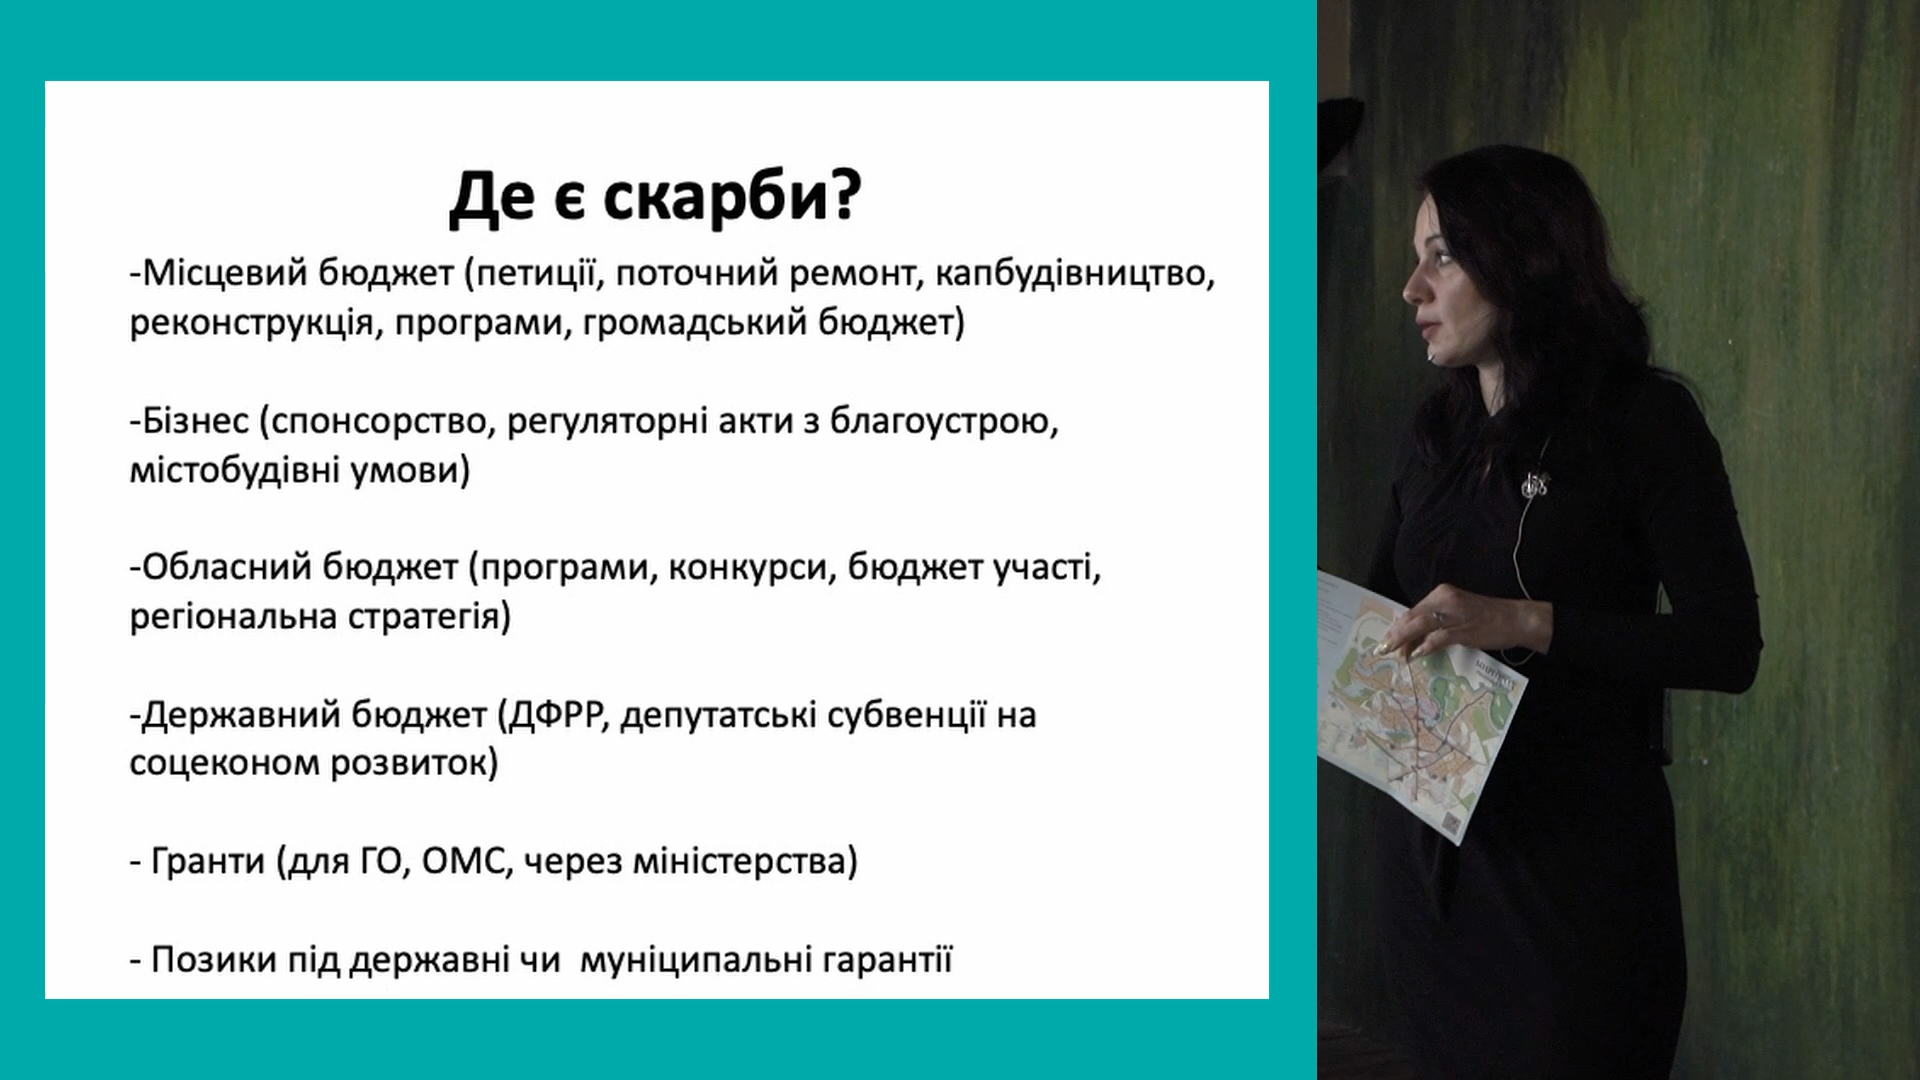 Де є скарби?
-Місцевий бюджет (петиції, поточний ремонт, капбудівництво,
реконструкція, програми, громадський бюджет)
-Бізнес (спонсорство, регуляторні акти з благоустрою,
містобудівні умови)
-Обласний бюджет (програми, конкурси, бюджет участі,
регіональна стратегія)
-Державний бюджет (ДФРР, депутатські субвенції на
соцеконом розвиток)
- Гранти (для ГО, ОМС, через міністерства)
- Позики під державні чи  муніципальні гарантії